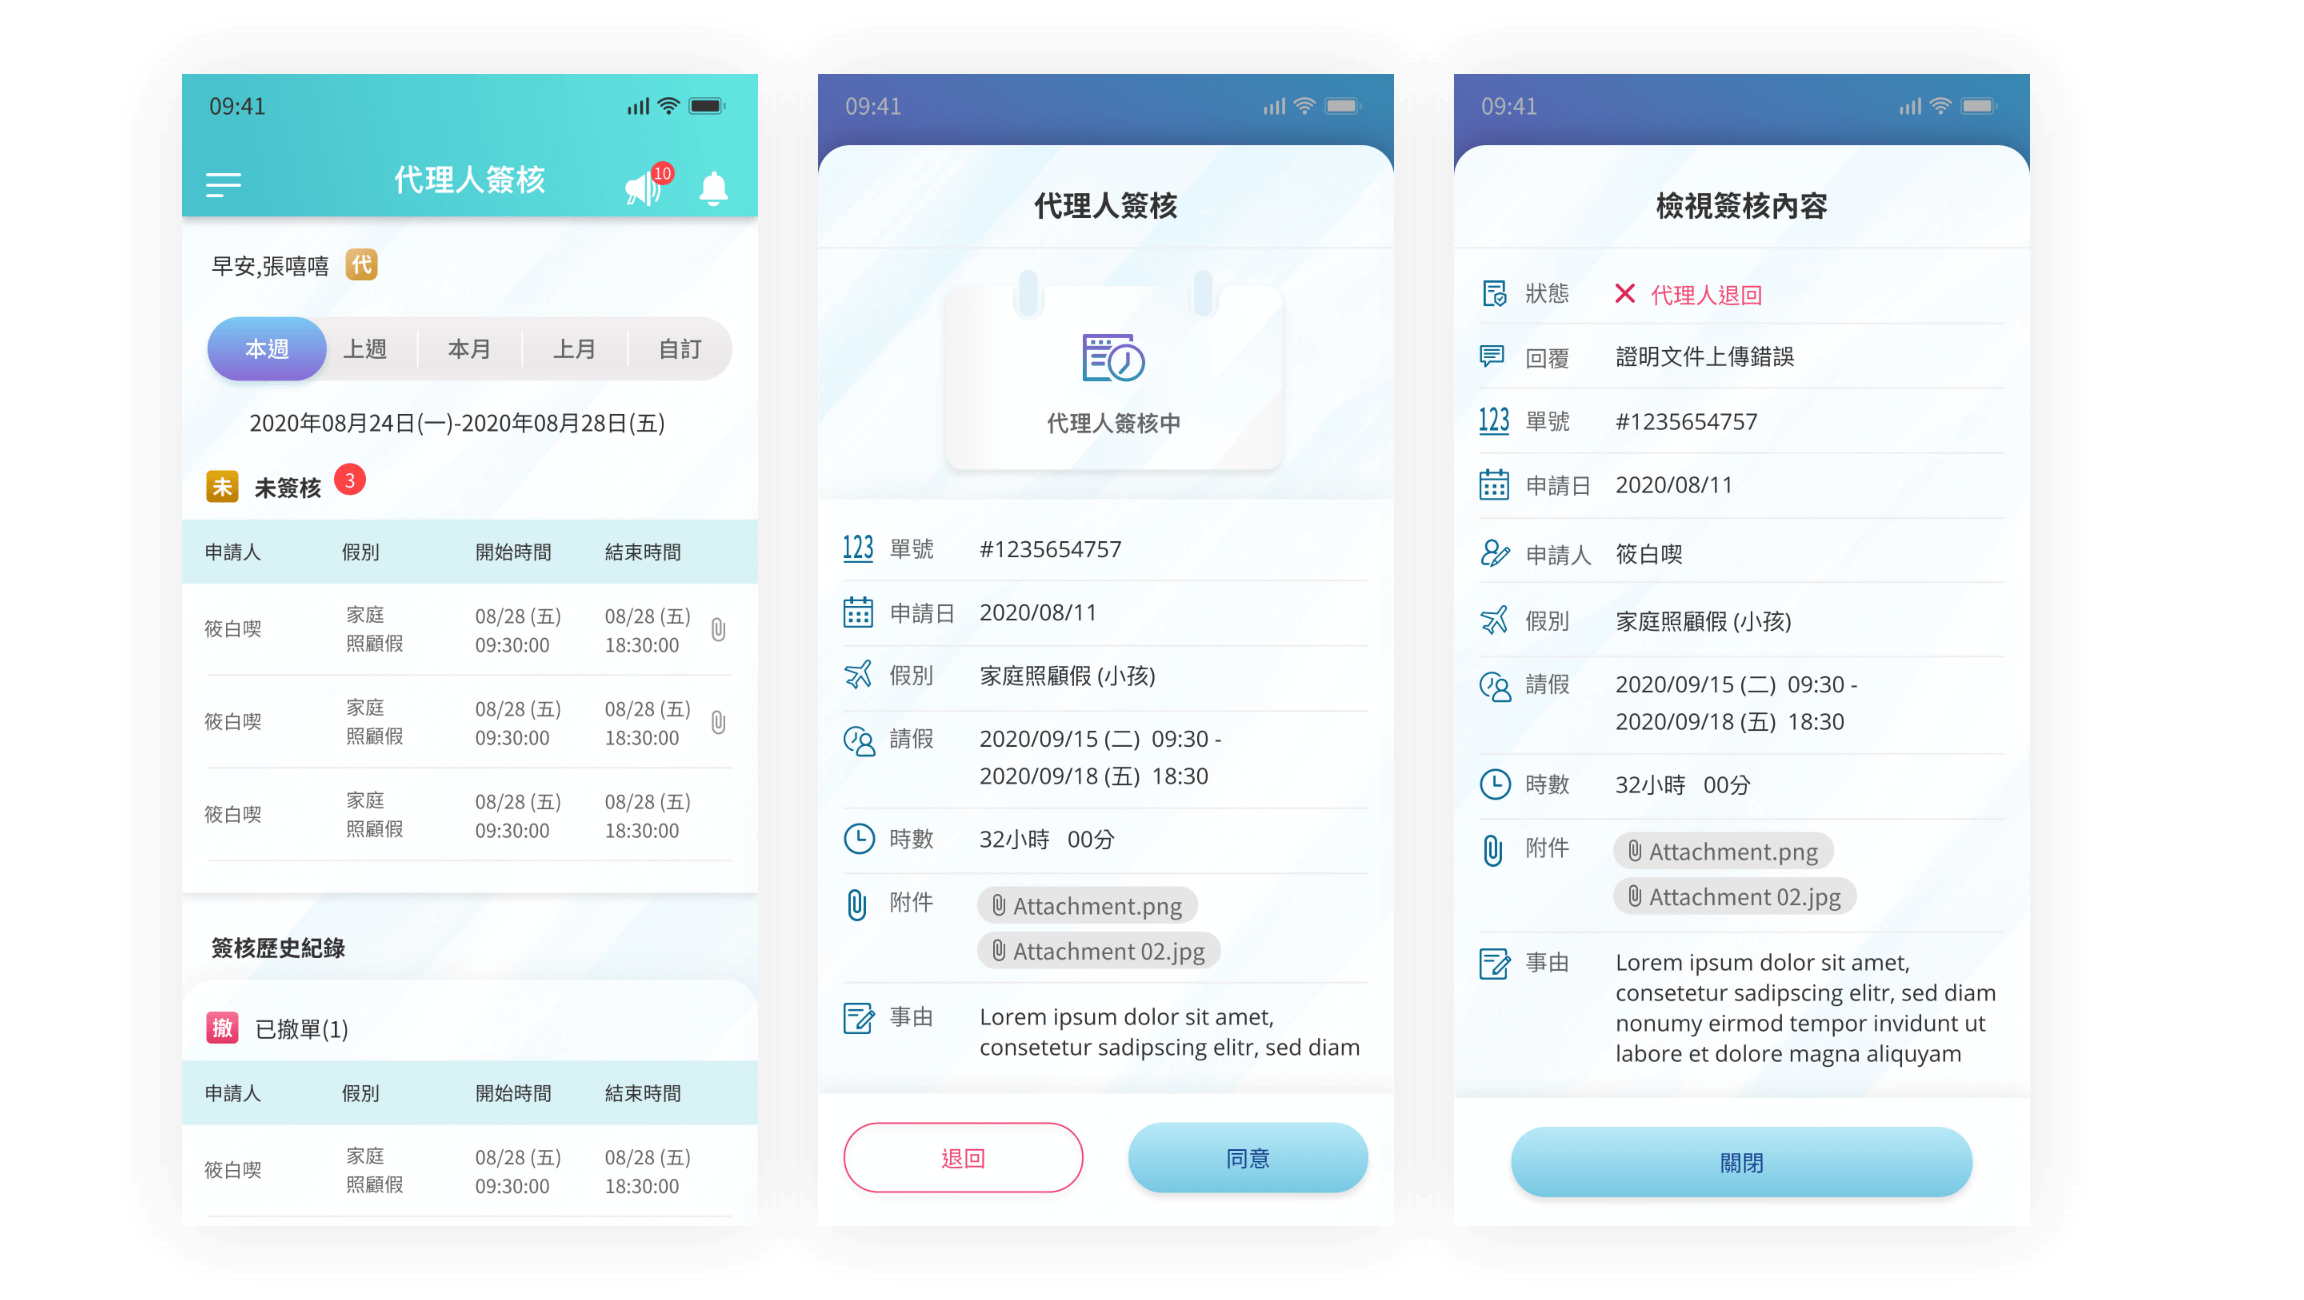 09:41
代理人簽核
10
早安,張嘻嘻 代
本週 上週 本月 上月 自訂
2020年08月24日(一)-2020年08月28日(五)
未 未簽核 3
申請人 假別 開始時間 結束時間
筱白喫 家庭 照顧假 08/28 (五) 09:30:00 08/28 (五) 18:30:00
筱白喫 家庭 照顧假 08/28 (五) 09:30:00 08/28 (五) 18:30:00
筱白喫 家庭 照顧假 08/28 (五) 09:30:00 08/28 (五) 18:30:00
簽核歷史紀錄
撤 已撤單(1)
申請人 假別 開始時間 結束時間
筱白喫 家庭 照顧假 08/28 (五) 09:30:00 08/28 (五) 18:30:00
09:41
代理人簽核
代理人簽核中
123 單號 #1235654757
申請日 2020/08/11
假別 家庭照顧假 (小孩)
請假 2020/09/15 (二) 09:30 -
2020/09/18 (五) 18:30
時數 32小時 00分
附件 Attachment.png
Attachment 02.jpg
事由 Lorem ipsum dolor sit amet,
consetetur sadipscing elitr, sed diam
退回 同意
09:41
檢視簽核內容
狀態 代理人退回
回覆 證明文件上傳錯誤
123 單號 #1235654757
申請日 2020/08/11
申請人 筱白喫
假別 家庭照顧假 (小孩)
請假 2020/09/15 (二) 09:30 -
2020/09/18 (五) 18:30
時數 32小時 00分
附件 Attachment.png
Attachment 02.jpg
事由 Lorem ipsum dolor sit amet,
consetetur sadipscing elitr, sed diam
nonumy eirmod tempor invidunt ut
labore et dolore magna aliquyam
關閉